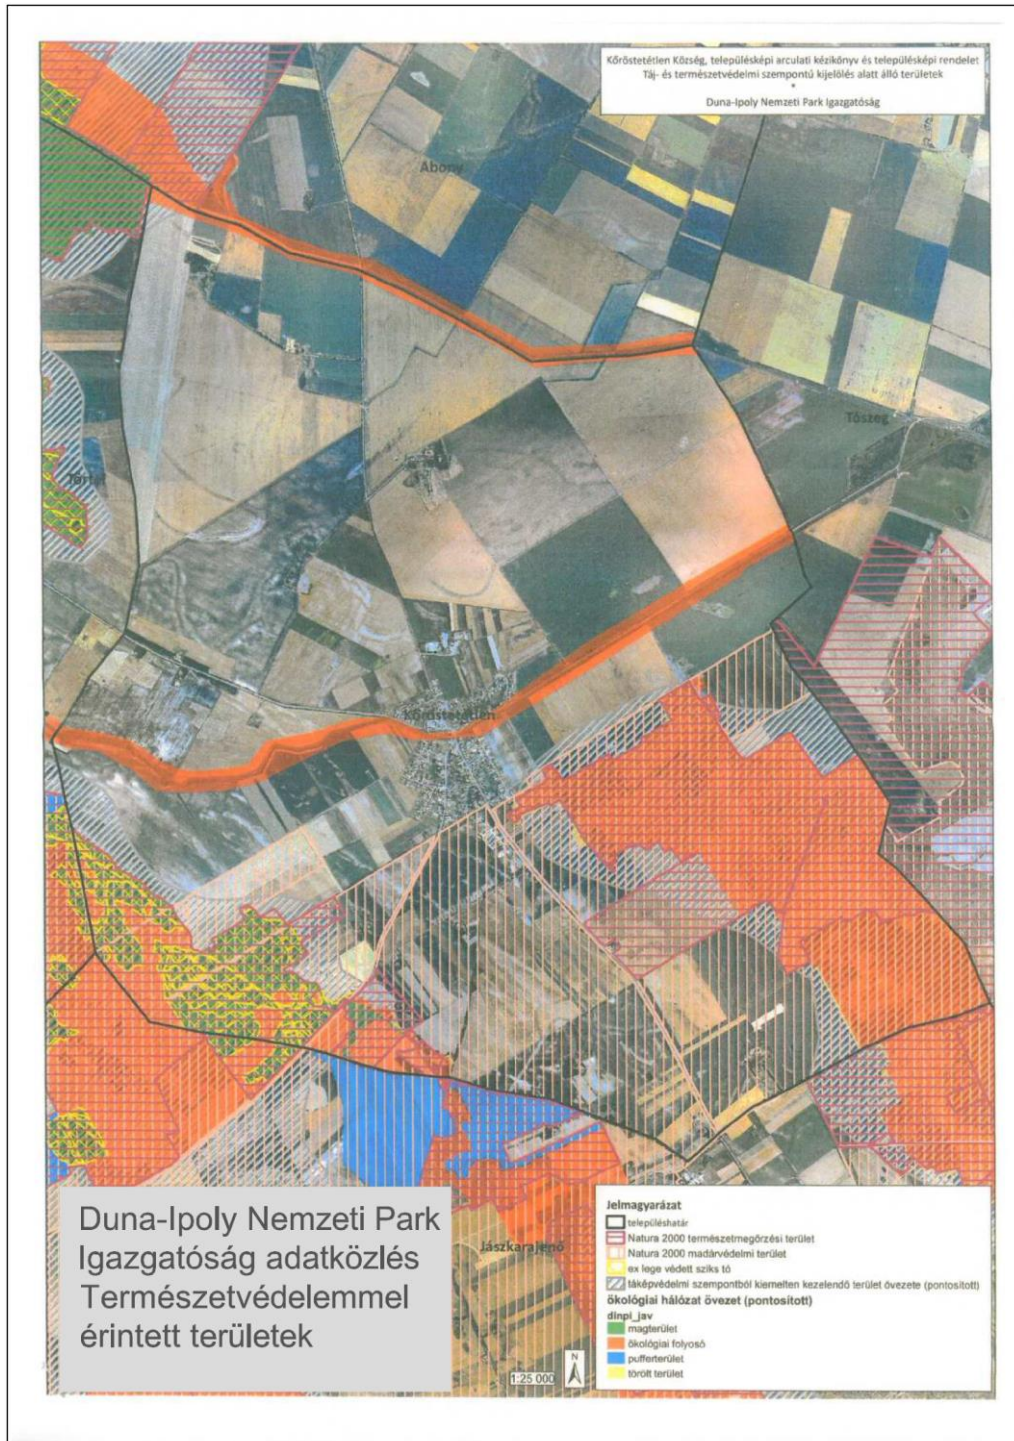 Kőröstetétlen Község, településképi arculati kézikönyv és településképi rendelet
Táj- és természetvédelmi szempontú kijelölés alatt álló területek
*
Duna-Ipoly Nemzeti Park Igazgatóság
Abony
Tószeg
Törtel
Kőröstetétlen
Jászkarajenő
Duna-Ipoly Nemzeti Park
Igazgatóság adatközlés
Természetvédelemmel
érintett területek
1:25 000
N
Jelmagyarázat
településhatár
Natura 2000 természetmegőrzési terület
Natura 2000 madárvédelmi terület
ex lege védett szikes tó
tájképvédelmi szempontból kiemelten kezelendő terület övezete (pontosított)
ökológiai hálózat övezet (pontosított)
dinpi_jav
magterület
ökológiai folyosó
pufferterület
törölt terület